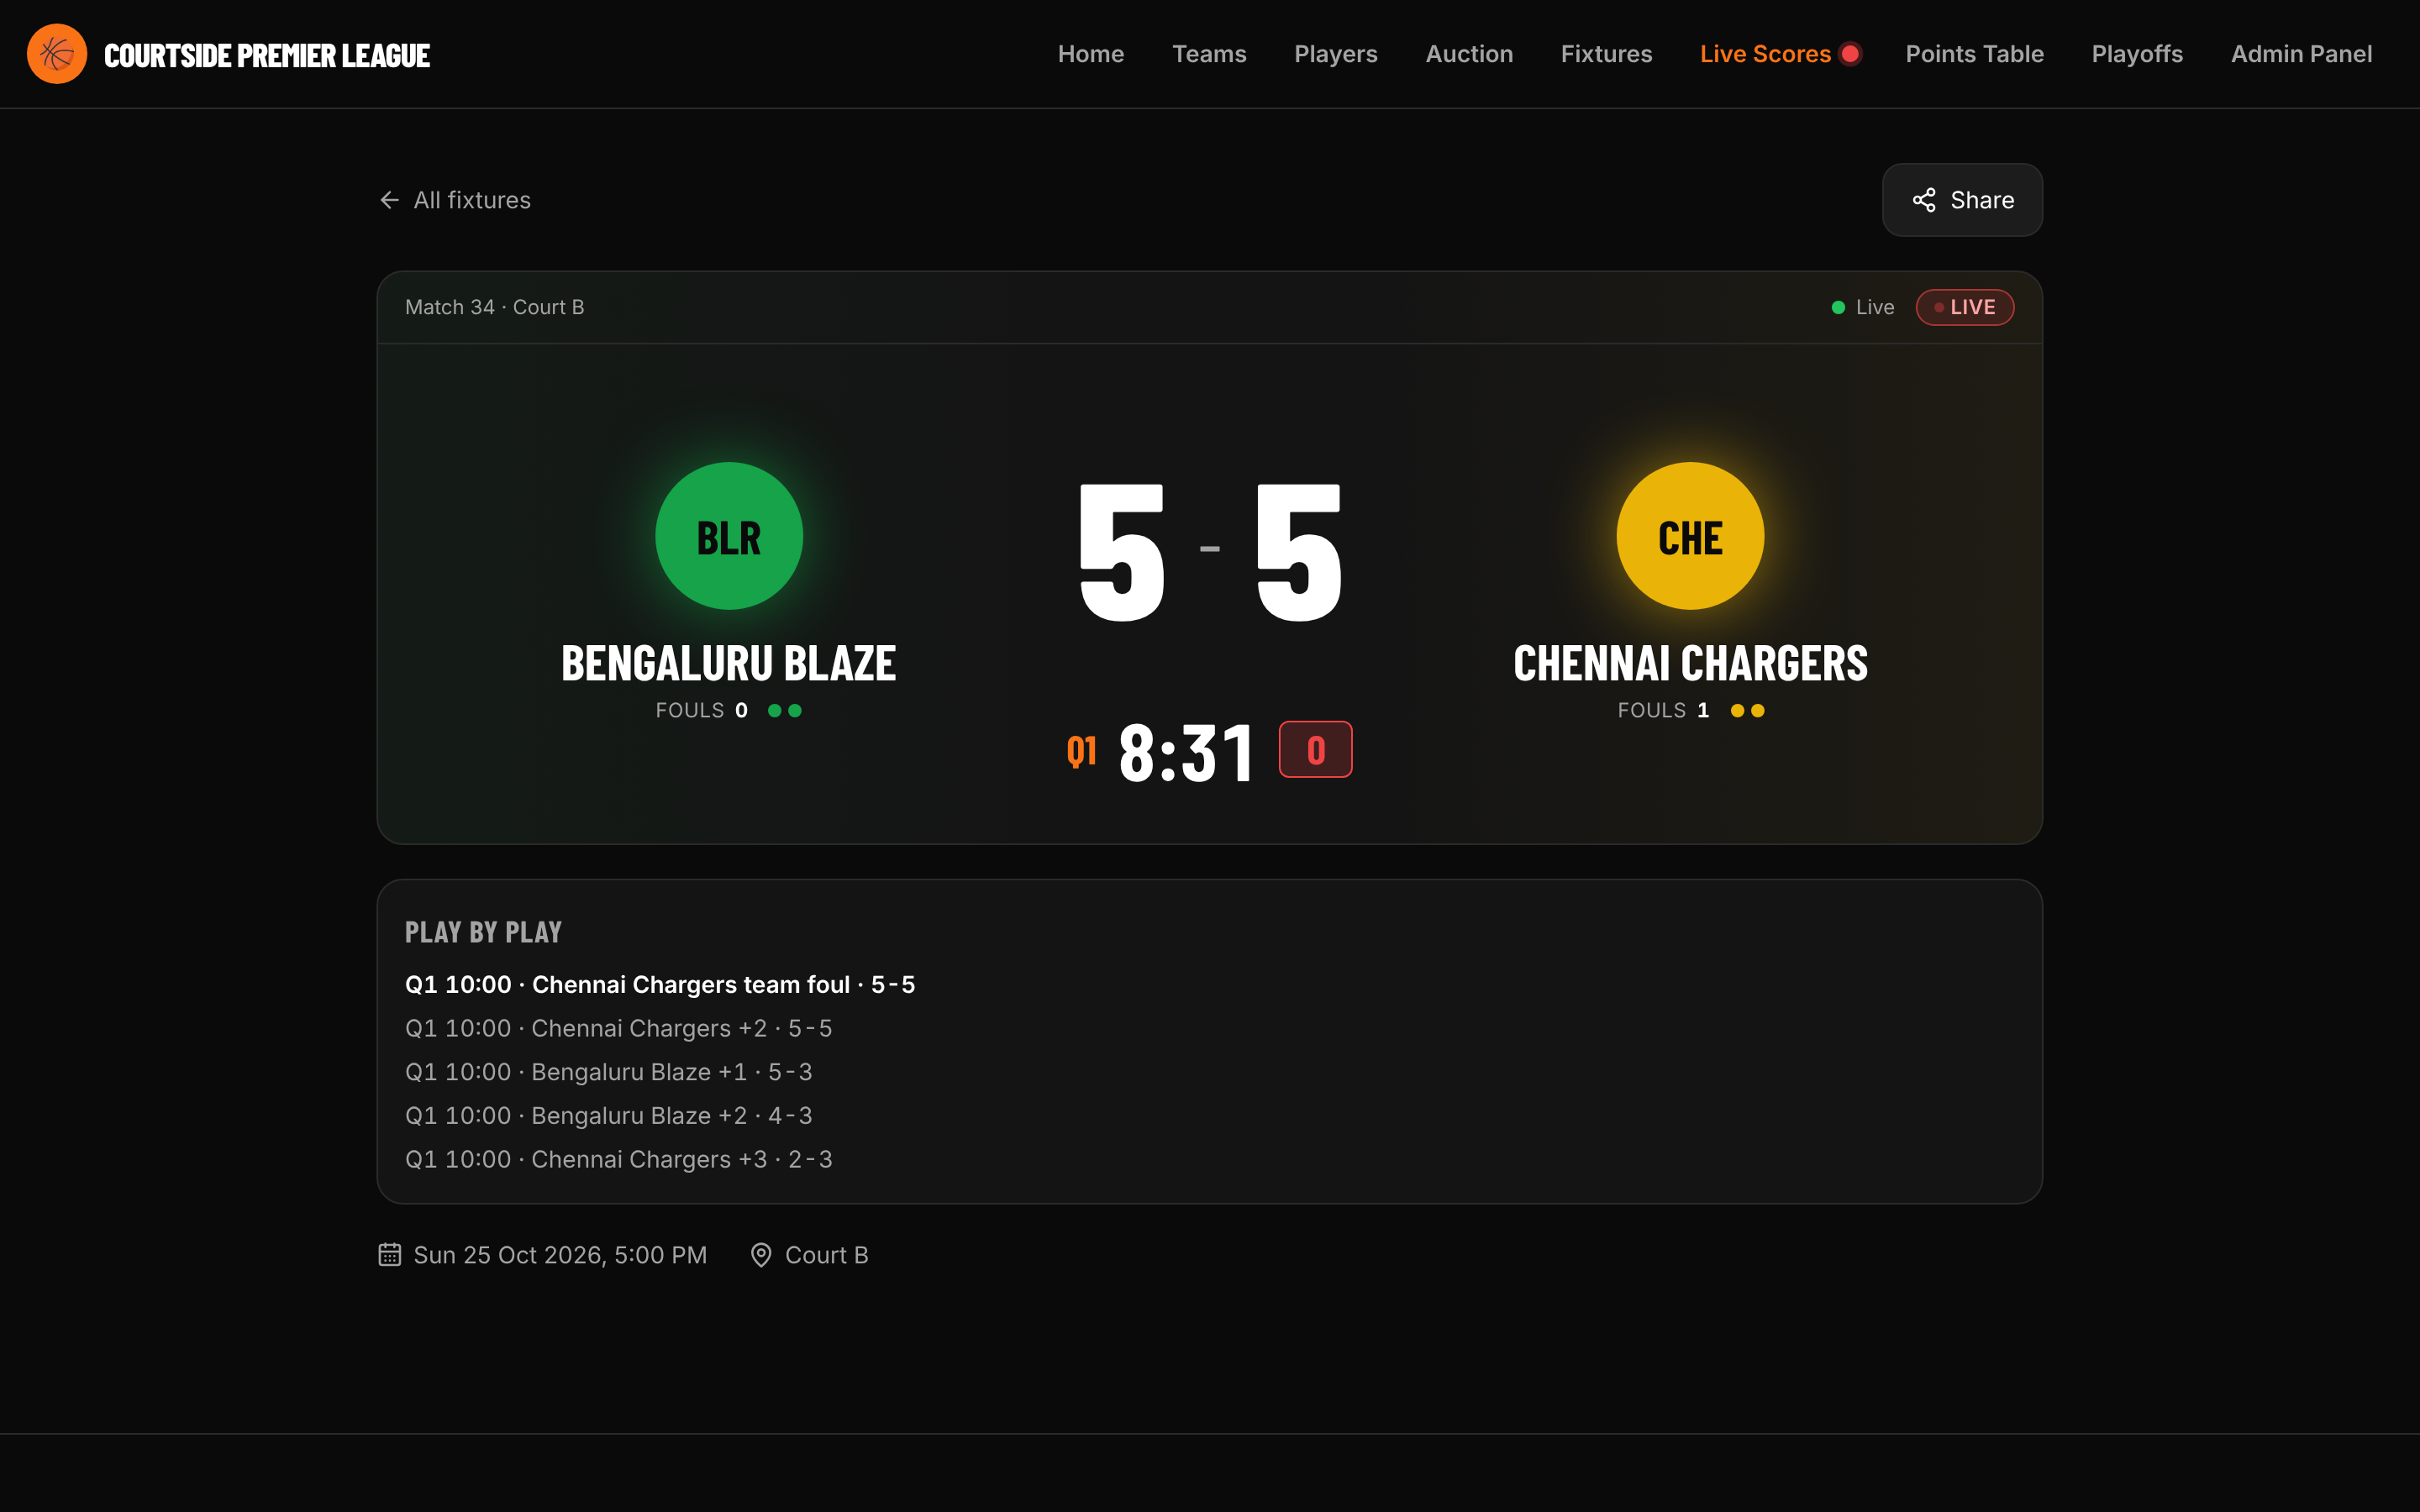 COURTSIDE PREMIER LEAGUE
Home Teams Players Auction Fixtures Live Scores Points Table Playoffs Admin Panel
All fixtures
Share
Match 34 · Court B
Live
LIVE
BLR
5 - 5
CHE
BENGALURU BLAZE
CHENNAI CHARGERS
FOULS 0
FOULS 1
Q1 8:31 0
PLAY BY PLAY
Q1 10:00 · Chennai Chargers team foul · 5-5
Q1 10:00 · Chennai Chargers +2 · 5-5
Q1 10:00 · Bengaluru Blaze +1 · 5-3
Q1 10:00 · Bengaluru Blaze +2 · 4-3
Q1 10:00 · Chennai Chargers +3 · 2-3
Sun 25 Oct 2026, 5:00 PM
Court B